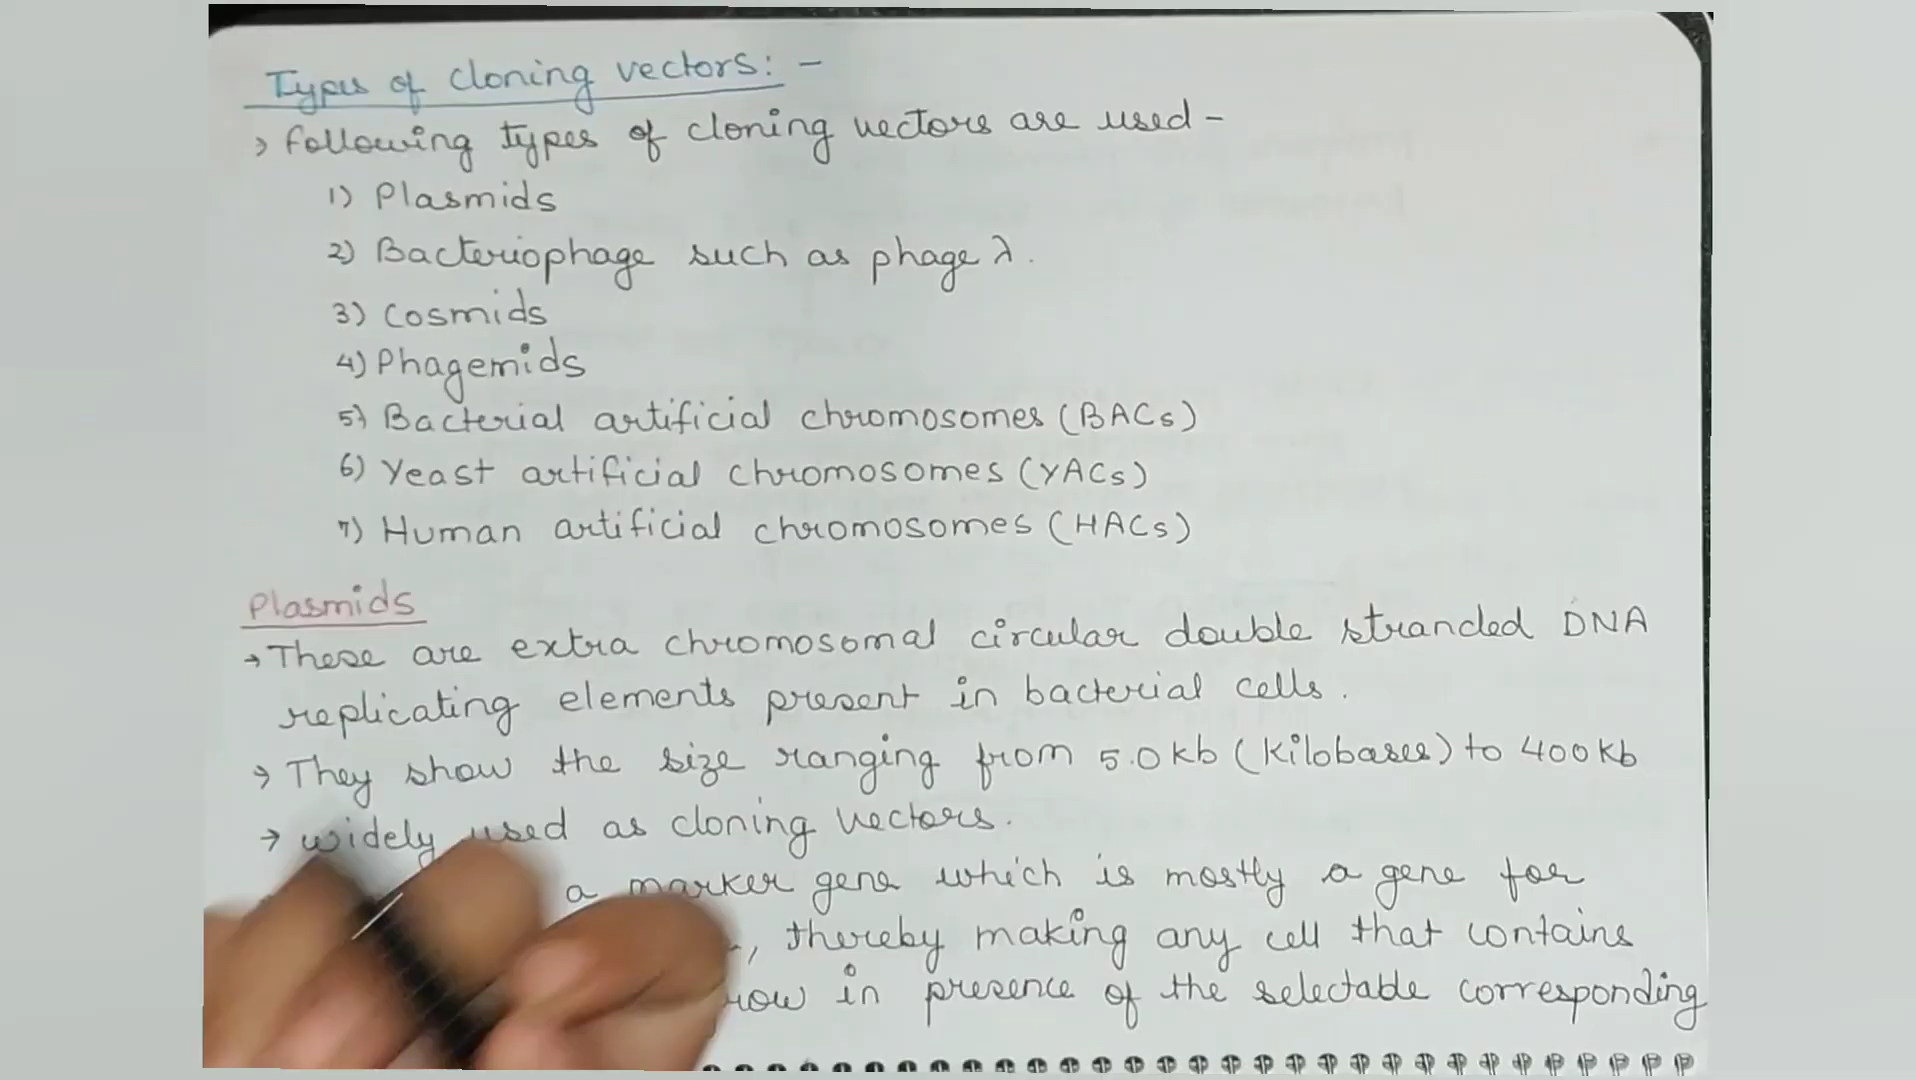 Types of cloning vectors: -
> Following types of cloning vectors are used -
1) Plasmids
2) Bacteriophage such as phage λ.
3) Cosmids
4) Phagemids
5) Bacterial artificial chromosomes (BACs)
6) Yeast artificial chromosomes (YACs)
7) Human artificial chromosomes (HACs)
Plasmids
→ These are extra chromosomal circular double stranded DNA
replicating elements present in bacterial cells.
→ They show the size ranging from 5.0 kb (kilobases) to 400 kb
→ widely used as cloning vectors.
a marker gene which is mostly a gene for
, thereby making any cell that contains
in presence of the selectable corresponding